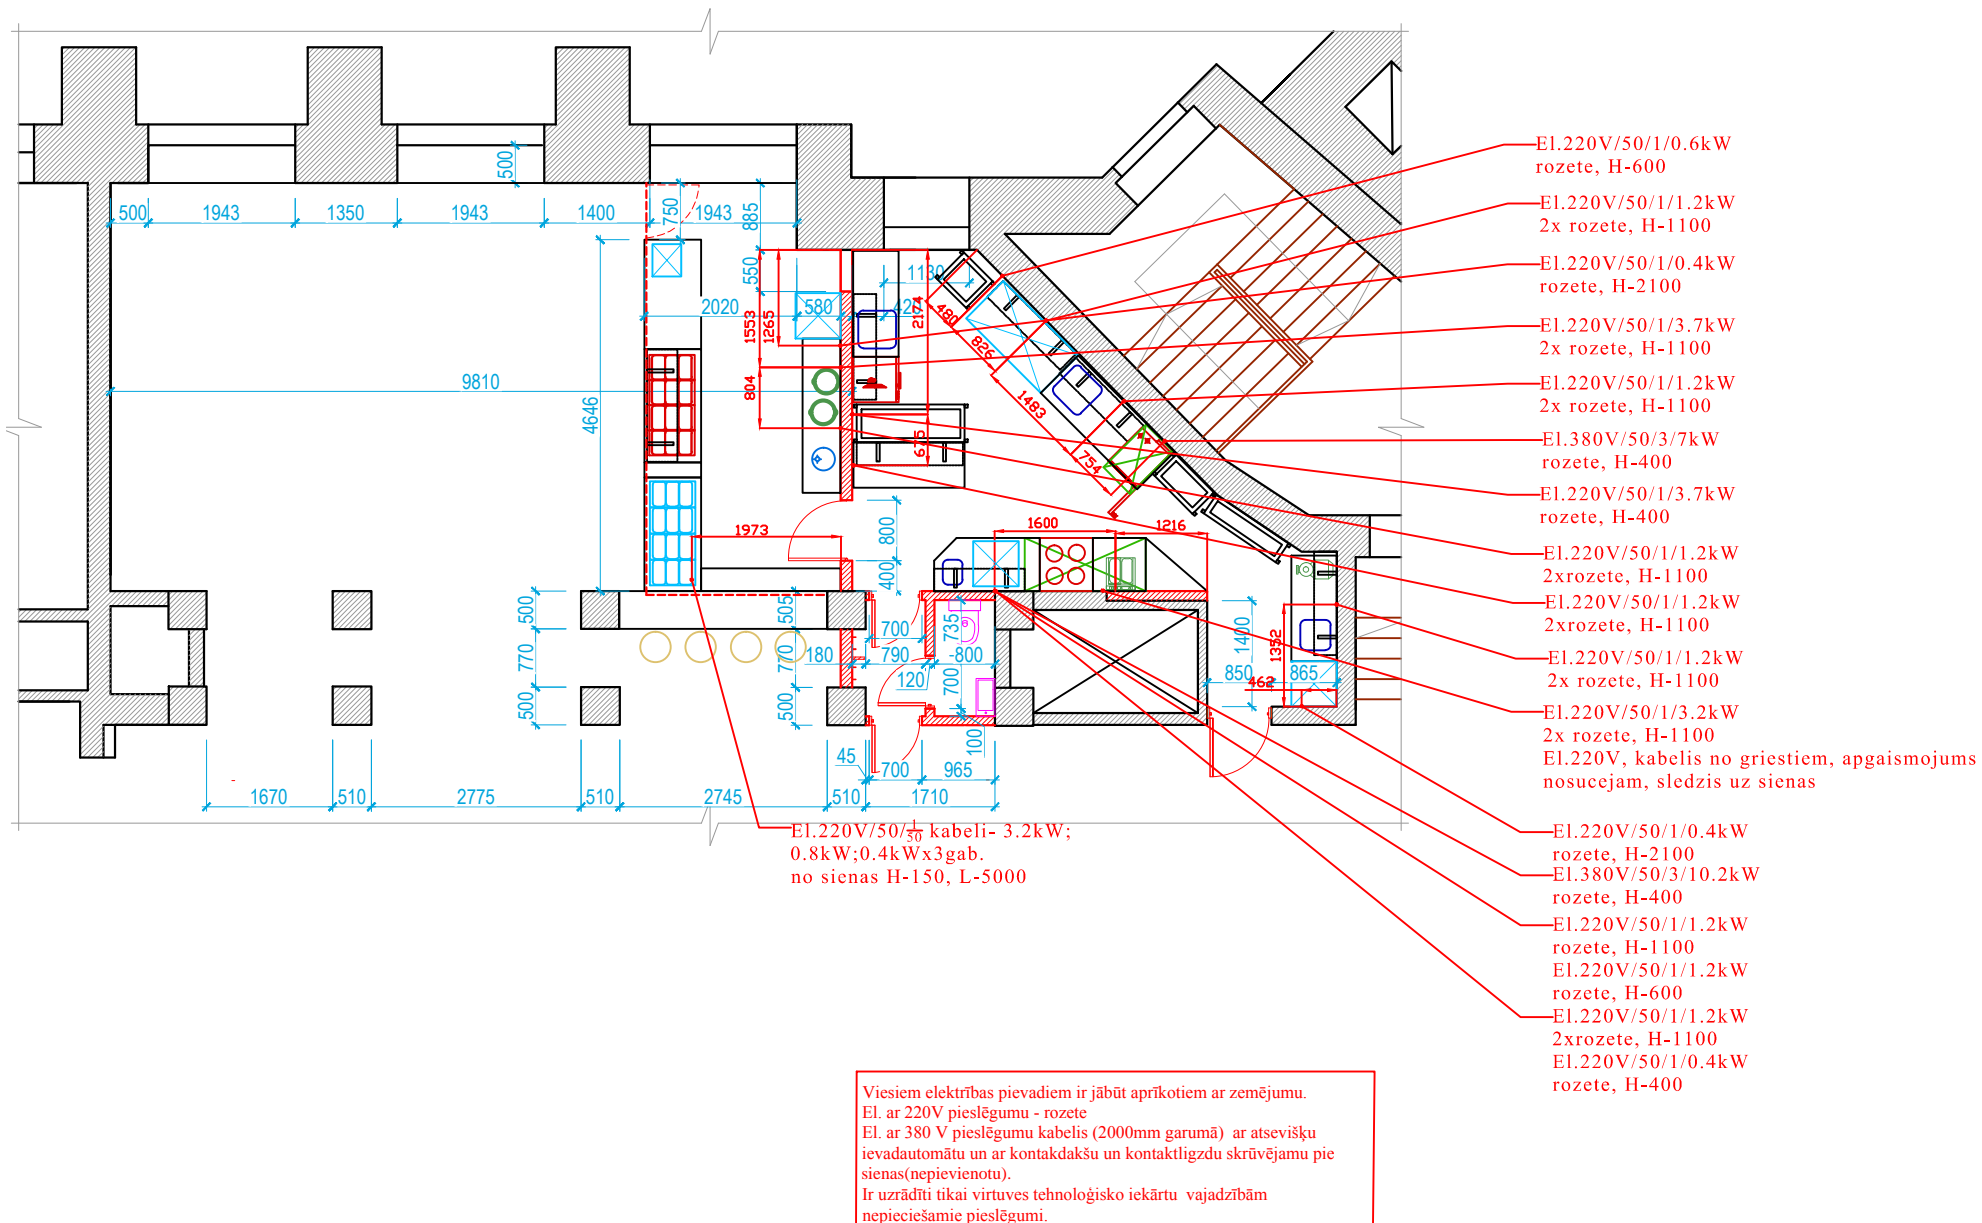 500
1943
1350
1943
1400
1943
500
750
885
550
1130
2020
580
420
1553
1265
2174
480
826
9810
804
4646
675
1483
754
1973
800
400
1600
1216
500
770
500
505
770
500
180
700
790
120
735
800
700
100
1400
1352
850
865
462
45
700
965
1670
510
2775
510
2745
510
1710
El.220V/50/1/0.6kW
rozete, H-600
El.220V/50/1/1.2kW
2x rozete, H-1100
El.220V/50/1/0.4kW
rozete, H-2100
El.220V/50/1/3.7kW
2x rozete, H-1100
El.220V/50/1/1.2kW
2x rozete, H-1100
El.380V/50/3/7kW
rozete, H-400
El.220V/50/1/3.7kW
rozete, H-400
El.220V/50/1/1.2kW
2xrozete, H-1100
El.220V/50/1/1.2kW
2xrozete, H-1100
El.220V/50/1/1.2kW
2x rozete, H-1100
El.220V/50/1/3.2kW
2x rozete, H-1100
El.220V, kabelis no griestiem, apgaismojums
nosucejam, sledzis uz sienas
El.220V/50/1/0.4kW
rozete, H-2100
El.380V/50/3/10.2kW
rozete, H-400
El.220V/50/1/1.2kW
rozete, H-1100
El.220V/50/1/1.2kW
rozete, H-600
El.220V/50/1/1.2kW
2xrozete, H-1100
El.220V/50/1/0.4kW
rozete, H-400
El.220V/50/1/50 kabeli- 3.2kW;
0.8kW;0.4kWx3gab.
no sienas H-150, L-5000
Viesiem elektrības pievadiem ir jābūt aprīkotiem ar zemējumu.
El. ar 220V pieslēgumu - rozete
El. ar 380 V pieslēgumu kabelis (2000mm garumā) ar atsevišķu
ievadautomātu un ar kontakdakšu un kontaktligzdu skrūvējamu pie
sienas(nepievienotu).
Ir uzrādīti tikai virtuves tehnoloģisko iekārtu vajadzībām
nepieciešamie pieslēgumi.